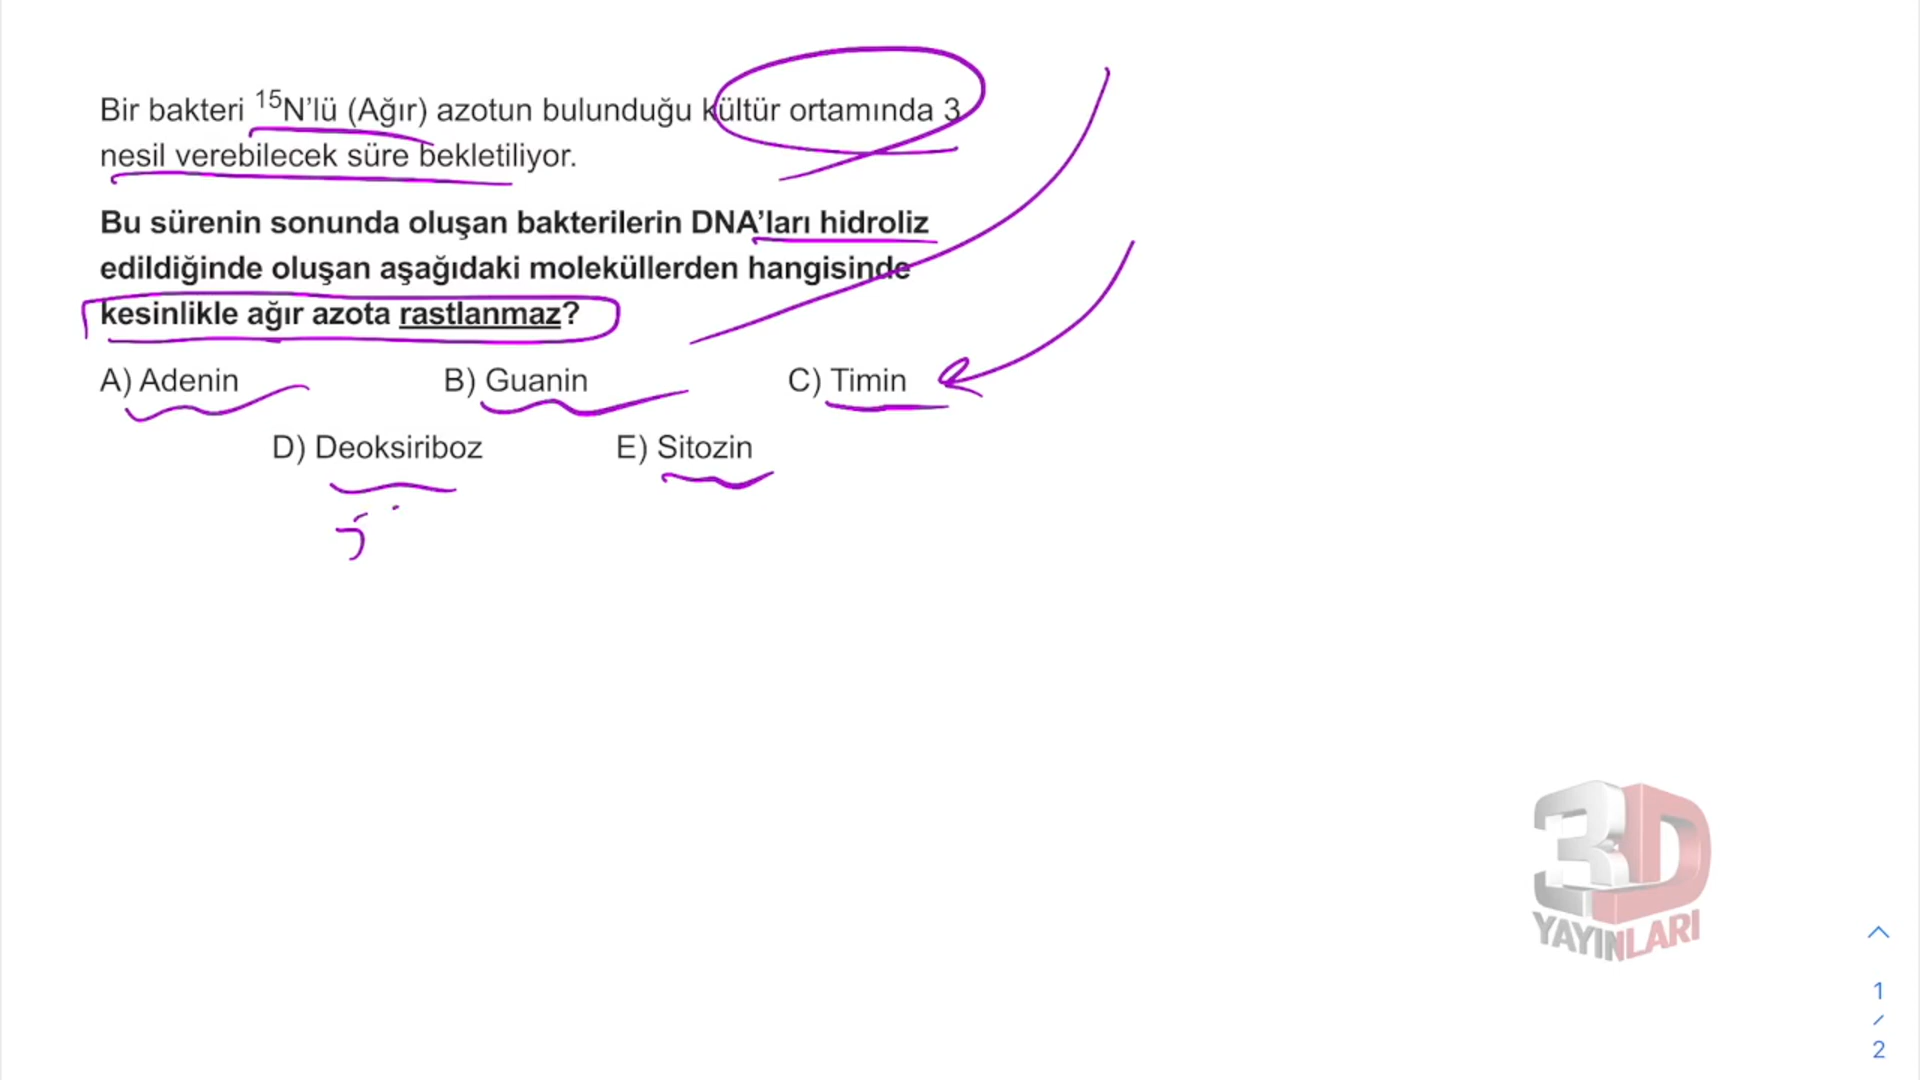 Bir bakteri ¹⁵N’lü (Ağır) azotun bulunduğu kültür ortamında 3
nesil verebilecek süre bekletiliyor.
Bu sürenin sonunda oluşan bakterilerin DNA’ları hidroliz
edildiğinde oluşan aşağıdaki moleküllerden hangisinde
kesinlikle ağır azota rastlanmaz?
A) Adenin B) Guanin C) Timin
D) Deoksiriboz E) Sitozin
3D
YAYINLARI
1
/
2